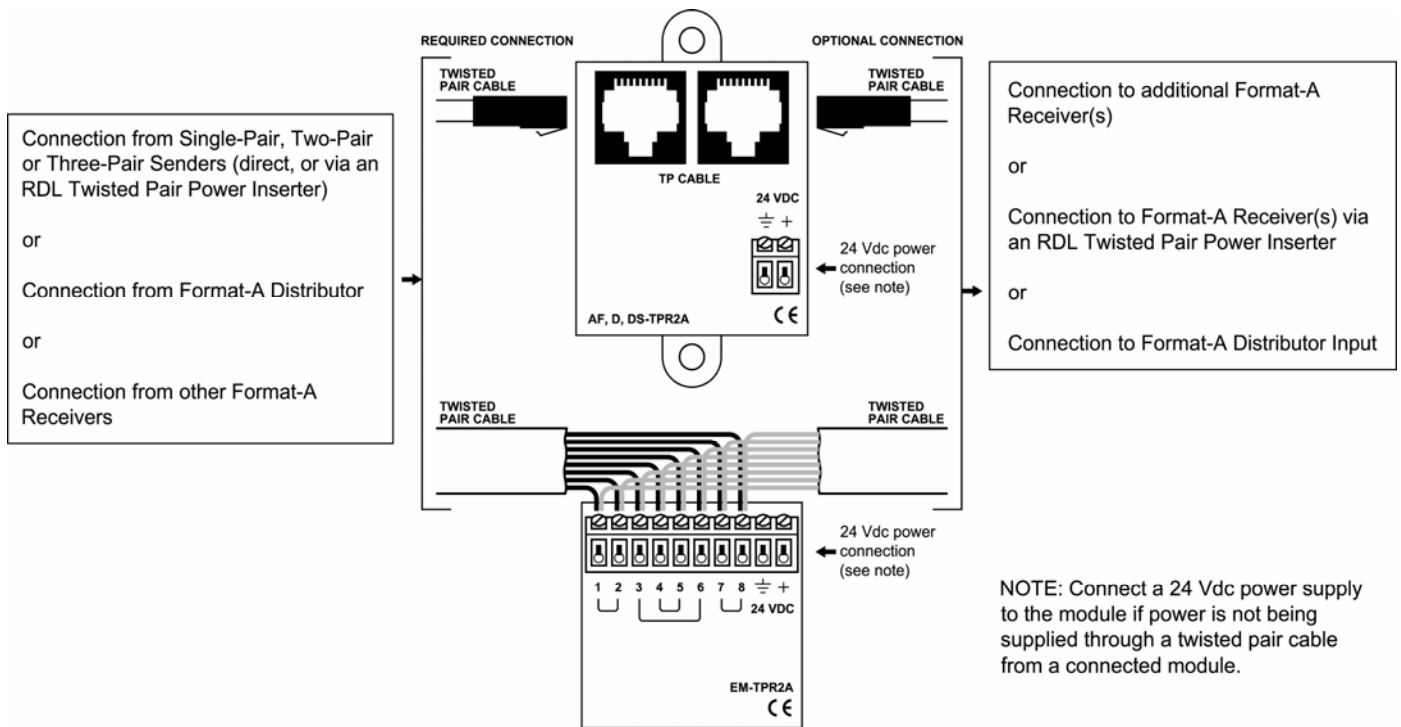 REQUIRED CONNECTION
OPTIONAL CONNECTION
TWISTED
PAIR CABLE
TWISTED
PAIR CABLE
Connection from Single-Pair, Two-Pair
or Three-Pair Senders (direct, or via an
RDL Twisted Pair Power Inserter)
or
Connection from Format-A Distributor
or
Connection from other Format-A
Receivers
TP CABLE
24 VDC
+
24 Vdc power
connection
(see note)
AF, D, DS-TPR2A
CE
Connection to additional Format-A
Receiver(s)
or
Connection to Format-A Receiver(s) via
an RDL Twisted Pair Power Inserter
or
Connection to Format-A Distributor Input
TWISTED
PAIR CABLE
TWISTED
PAIR CABLE
24 Vdc power
connection
(see note)
1 2 3 4 5 6 7 8 +
24 VDC
EM-TPR2A
CE
NOTE: Connect a 24 Vdc power supply
to the module if power is not being
supplied through a twisted pair cable
from a connected module.